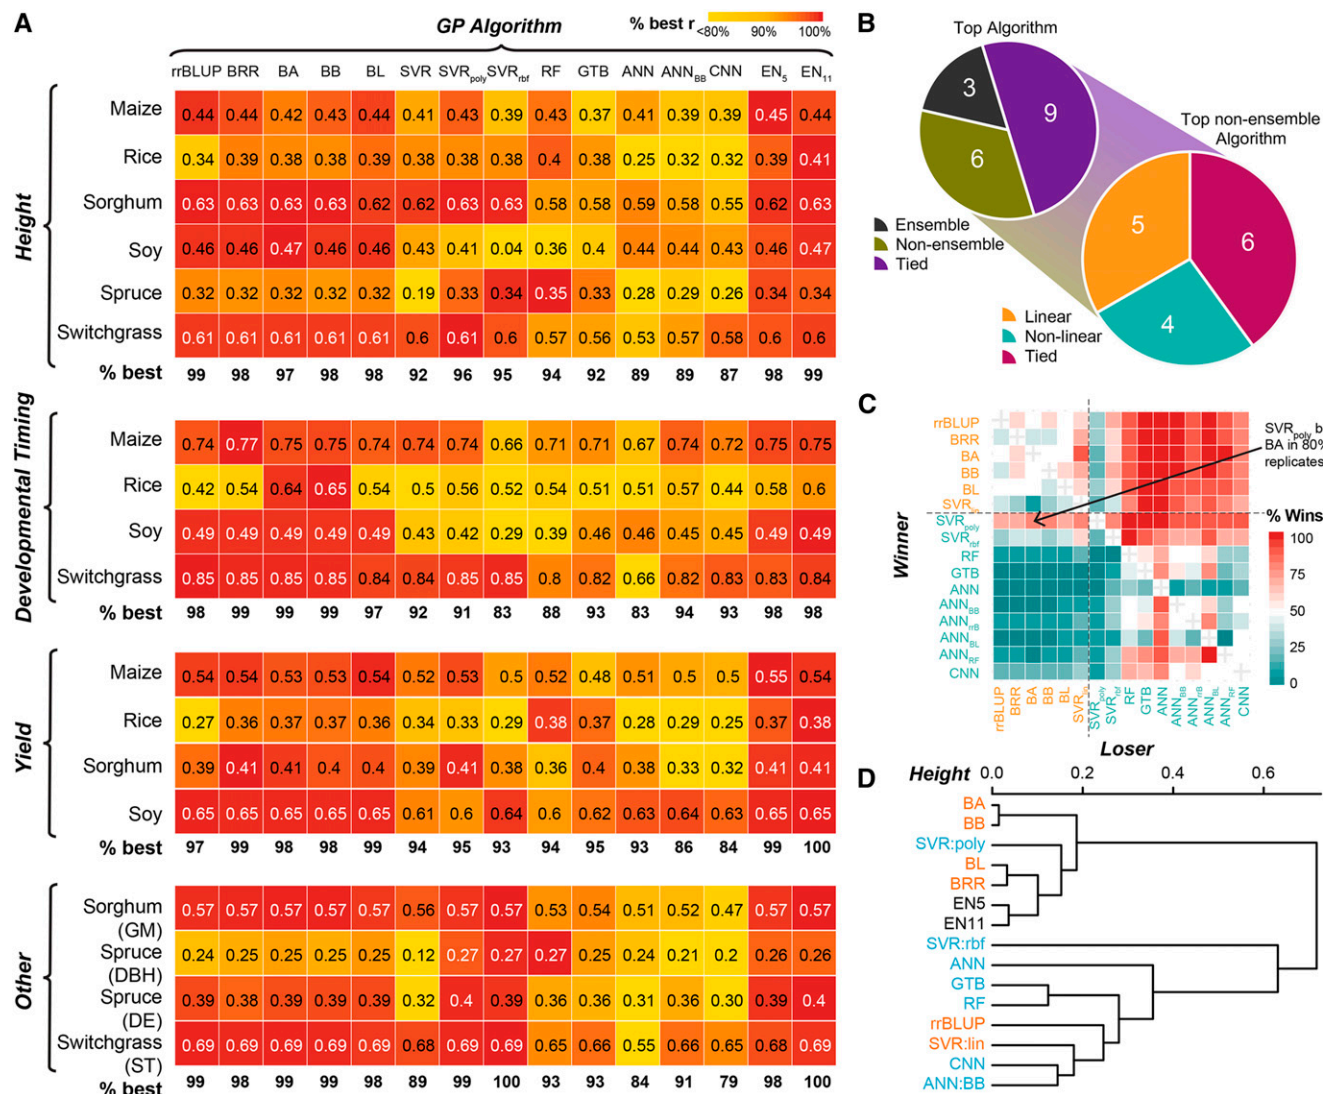 A
GP Algorithm
% best r
<80% 90% 100%
rrBLUP BRR BA BB BL SVR SVRpoly SVRrbf RF GTB ANN ANNBB CNN EN5 EN11
Height
Maize 0.44 0.44 0.42 0.43 0.44 0.41 0.43 0.39 0.43 0.37 0.41 0.39 0.39 0.45 0.44
Rice 0.34 0.39 0.38 0.38 0.39 0.38 0.38 0.38 0.4 0.38 0.25 0.32 0.32 0.39 0.41
Sorghum 0.63 0.63 0.63 0.63 0.62 0.62 0.63 0.63 0.58 0.58 0.59 0.58 0.55 0.62 0.63
Soy 0.46 0.46 0.47 0.46 0.46 0.43 0.41 0.04 0.36 0.4 0.44 0.44 0.43 0.46 0.47
Spruce 0.32 0.32 0.32 0.32 0.32 0.19 0.33 0.34 0.35 0.33 0.28 0.29 0.26 0.34 0.34
Switchgrass 0.61 0.61 0.61 0.61 0.61 0.6 0.61 0.6 0.57 0.56 0.53 0.57 0.58 0.6 0.6
% best 99 98 97 98 98 92 96 95 94 92 89 89 87 98 99
Developmental Timing
Maize 0.74 0.77 0.75 0.75 0.74 0.74 0.74 0.66 0.71 0.71 0.67 0.74 0.72 0.75 0.75
Rice 0.42 0.54 0.64 0.65 0.54 0.5 0.56 0.52 0.54 0.51 0.51 0.57 0.44 0.58 0.6
Soy 0.49 0.49 0.49 0.49 0.49 0.43 0.42 0.29 0.39 0.46 0.46 0.45 0.45 0.49 0.49
Switchgrass 0.85 0.85 0.85 0.85 0.84 0.84 0.85 0.85 0.8 0.82 0.66 0.82 0.83 0.83 0.84
% best 98 99 99 99 97 92 91 83 88 93 83 94 93 98 98
Yield
Maize 0.54 0.54 0.53 0.53 0.54 0.52 0.53 0.5 0.52 0.48 0.51 0.5 0.5 0.55 0.54
Rice 0.27 0.36 0.37 0.37 0.36 0.34 0.33 0.29 0.38 0.37 0.28 0.29 0.25 0.37 0.38
Sorghum 0.39 0.41 0.41 0.4 0.4 0.39 0.41 0.38 0.36 0.4 0.38 0.33 0.32 0.41 0.41
Soy 0.65 0.65 0.65 0.65 0.65 0.61 0.6 0.64 0.6 0.62 0.63 0.64 0.63 0.65 0.65
% best 97 99 98 98 99 94 95 93 94 95 93 86 84 99 100
Other
Sorghum 0.57 0.57 0.57 0.57 0.57 0.56 0.57 0.57 0.53 0.54 0.51 0.52 0.47 0.57 0.57
(GM)
Spruce 0.24 0.25 0.25 0.25 0.25 0.12 0.27 0.27 0.27 0.25 0.24 0.21 0.2 0.26 0.26
(DBH)
Spruce 0.39 0.38 0.39 0.39 0.39 0.32 0.4 0.39 0.36 0.36 0.31 0.36 0.30 0.39 0.4
(DE)
Switchgrass 0.69 0.69 0.69 0.69 0.69 0.68 0.69 0.69 0.65 0.66 0.55 0.66 0.65 0.68 0.69
(ST)
% best 99 98 99 99 98 89 99 100 93 93 84 91 79 98 100
B
Top Algorithm
3
9
6
Top non-ensemble
Algorithm
5
6
4
Ensemble
Non-ensemble
Tied
Linear
Non-linear
Tied
C
Winner
rrBLUP
BRR
BA
BB
BL
SVR
SVRpoly
SVRrbf
RF
GTB
ANN
ANNBB
ANNrrB
ANNBL
ANNRF
CNN
SVRpoly b
BA in 80%
replicates
% Wins
100
75
50
25
0
rrBLUP BRR BA BB BL SVR SVRpoly SVRrbf RF GTB ANN ANNBB ANNrrB ANNBL ANNRF CNN
Loser
D
Height 0.0 0.2 0.4 0.6
BA
BB
SVR:poly
BL
BRR
EN5
EN11
SVR:rbf
ANN
GTB
RF
rrBLUP
SVR:lin
CNN
ANN:BB